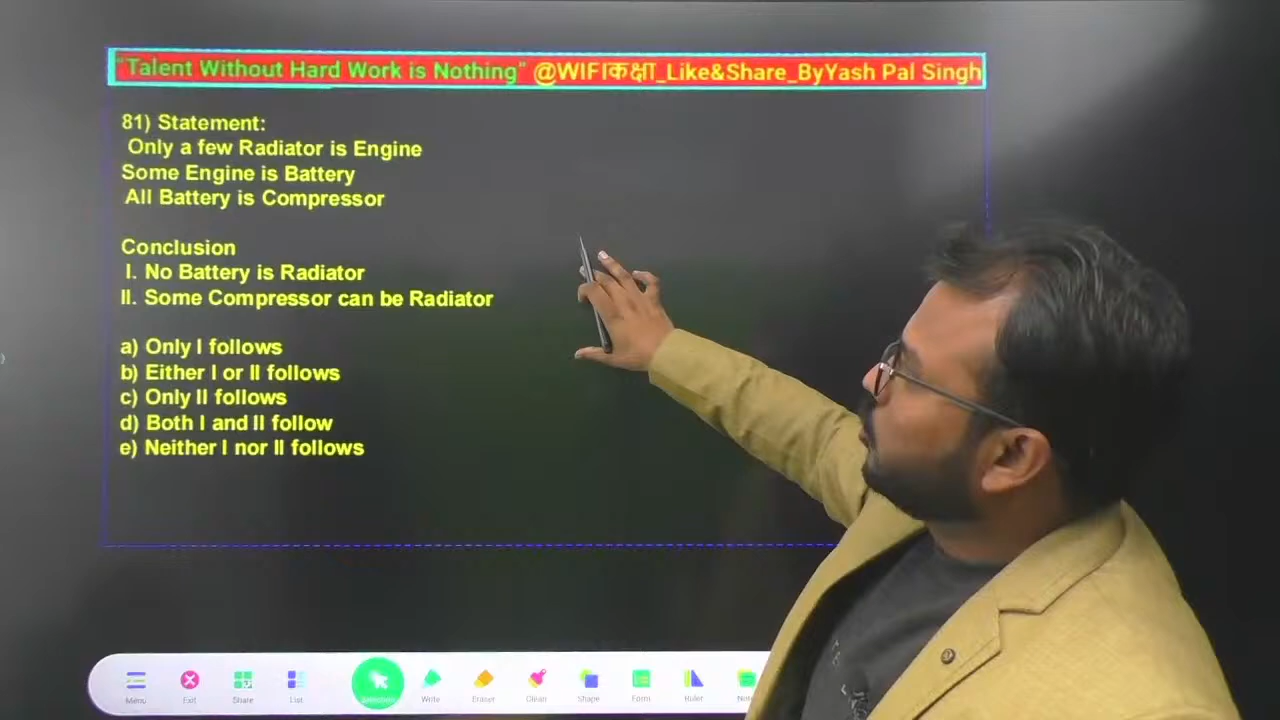 "Talent Without Hard Work is Nothing" @WIFIकक्षा_Like&Share_ByYash Pal Singh
81) Statement:
Only a few Radiator is Engine
Some Engine is Battery
All Battery is Compressor
Conclusion
I. No Battery is Radiator
II. Some Compressor can be Radiator
a) Only I follows
b) Either I or II follows
c) Only II follows
d) Both I and II follow
e) Neither I nor II follows
Menu Exit Share List Write Eraser Clean Shape Form Ruler